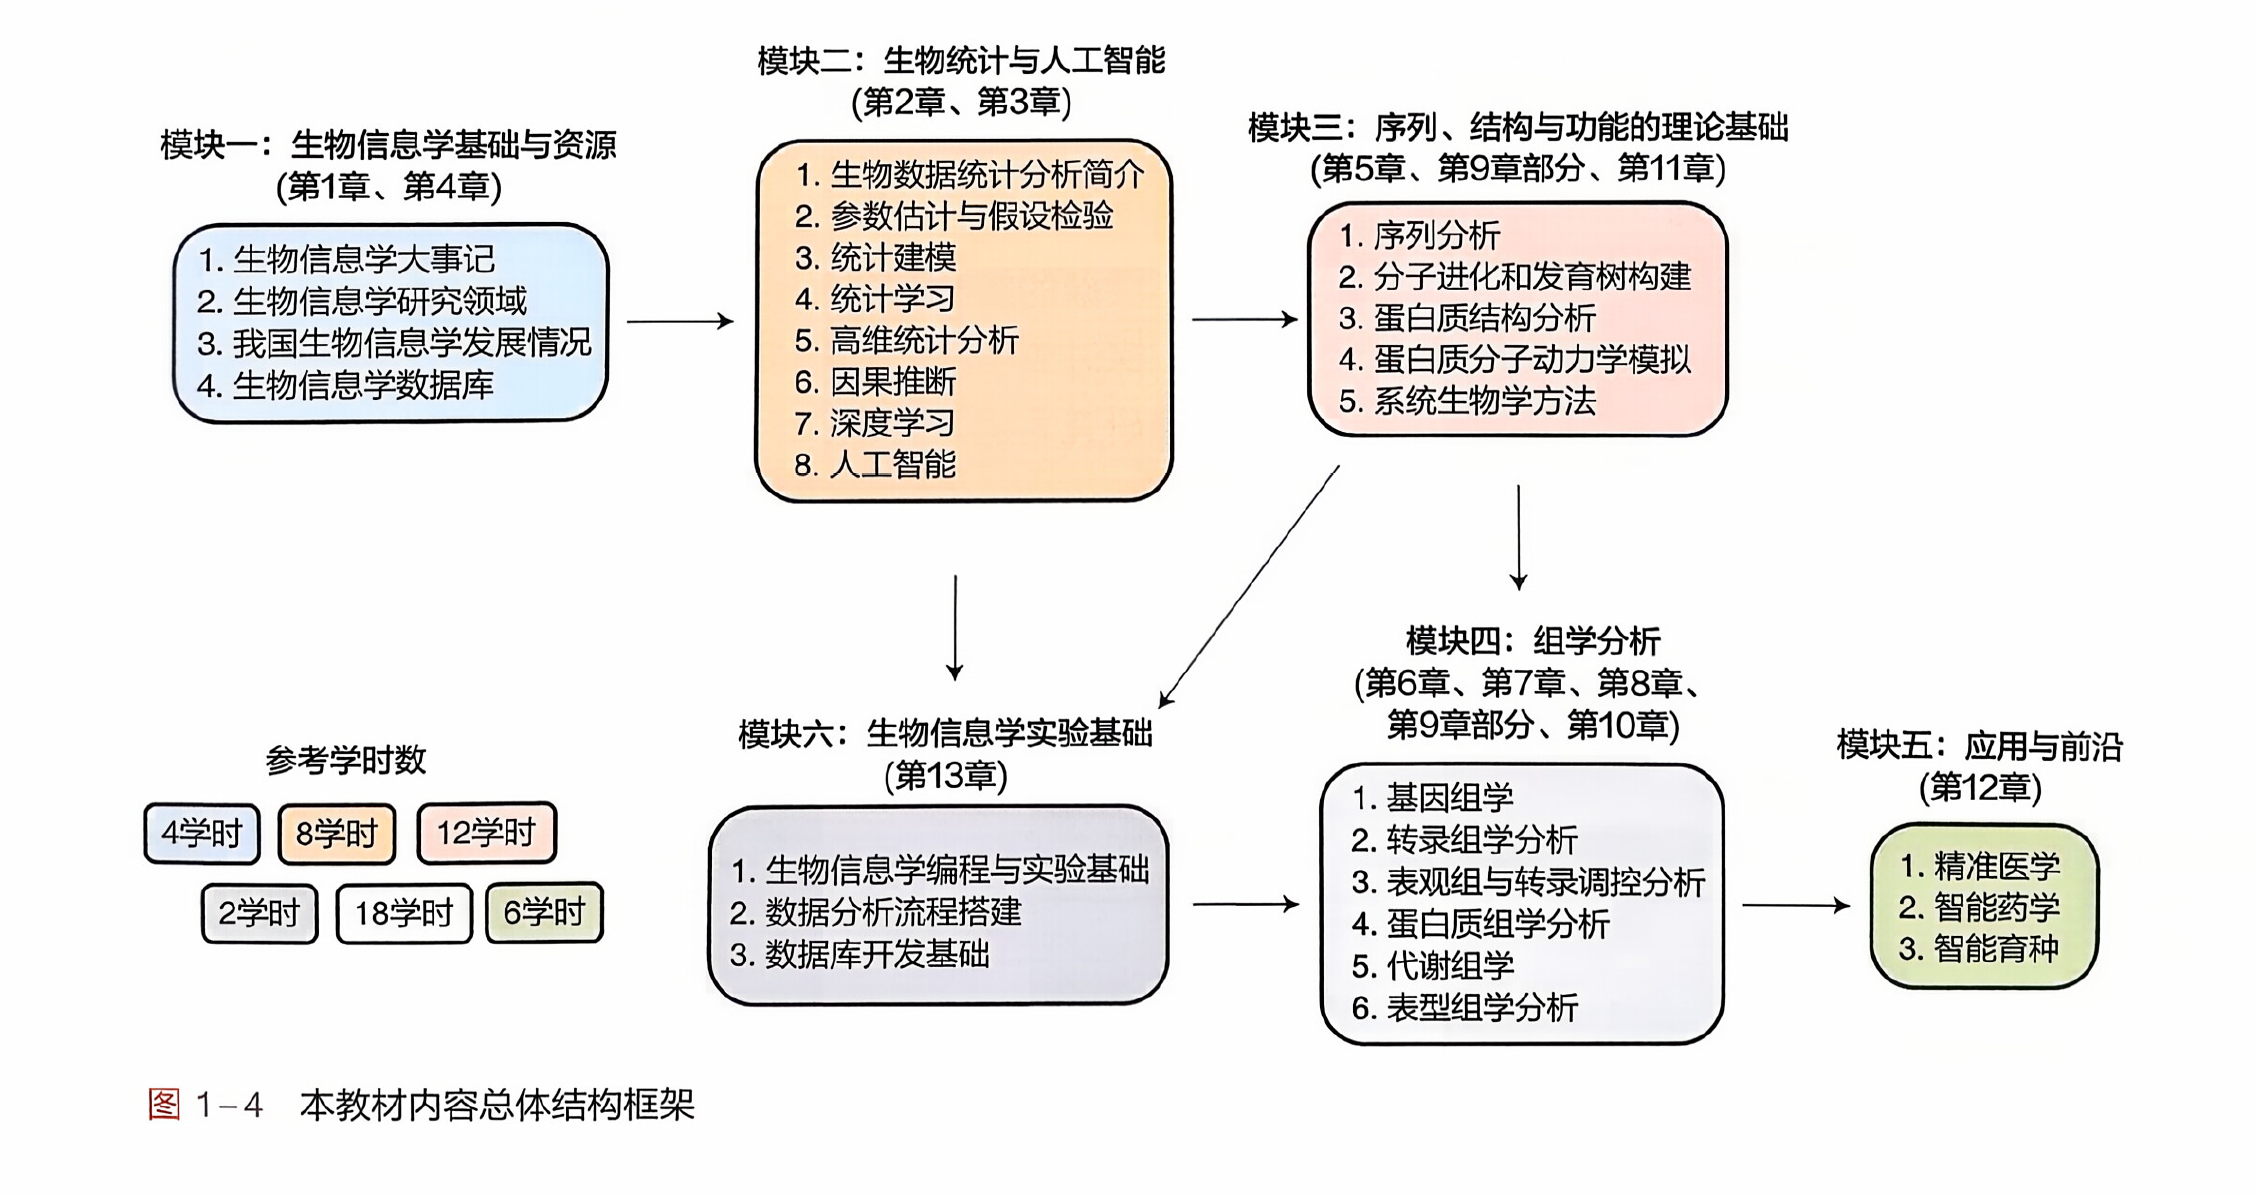 模块一：生物信息学基础与资源
(第1章、第4章)
1. 生物信息学大事记
2. 生物信息学研究领域
3. 我国生物信息学发展情况
4. 生物信息学数据库
模块二：生物统计与人工智能
(第2章、第3章)
1. 生物数据统计分析简介
2. 参数估计与假设检验
3. 统计建模
4. 统计学习
5. 高维统计分析
6. 因果推断
7. 深度学习
8. 人工智能
模块三：序列、结构与功能的理论基础
(第5章、第9章部分、第11章)
1. 序列分析
2. 分子进化和发育树构建
3. 蛋白质结构分析
4. 蛋白质分子动力学模拟
5. 系统生物学方法
参考学时数
4学时
8学时
12学时
2学时
18学时
6学时
模块六：生物信息学实验基础
(第13章)
1. 生物信息学编程与实验基础
2. 数据分析流程搭建
3. 数据库开发基础
模块四：组学分析
(第6章、第7章、第8章、
第9章部分、第10章)
1. 基因组学
2. 转录组学分析
3. 表观组与转录调控分析
4. 蛋白质组学分析
5. 代谢组学
6. 表型组学分析
模块五：应用与前沿
(第12章)
1. 精准医学
2. 智能药学
3. 智能育种
图 1-4 本教材内容总体结构框架